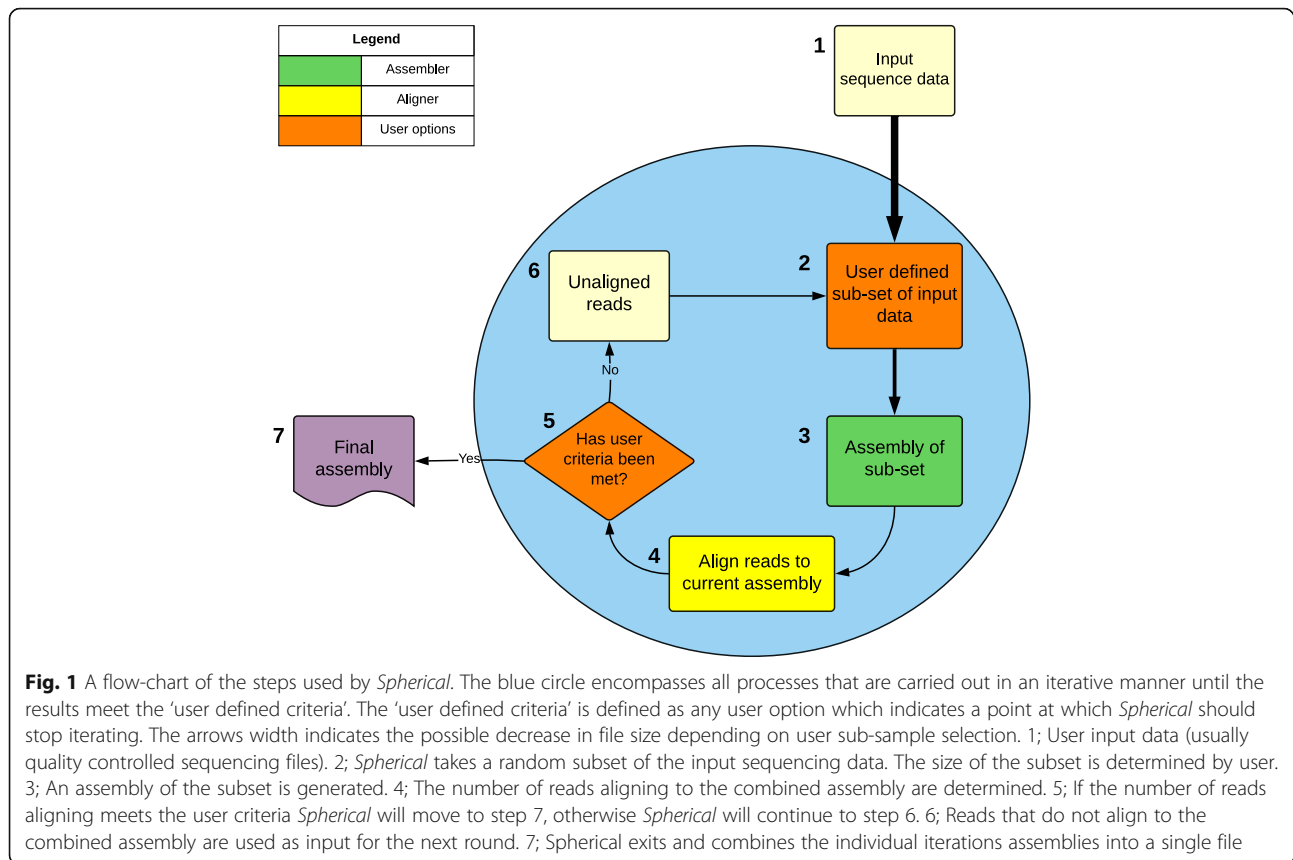 Legend
Assembler
Aligner
User options
1
Input
sequence data
2
User defined
sub-set of input
data
3
Assembly of
sub-set
4
Align reads to
current assembly
5
Has user
criteria been
met?
No
Yes
6
Unaligned
reads
7
Final
assembly
Fig. 1 A flow-chart of the steps used by Spherical. The blue circle encompasses all processes that are carried out in an iterative manner until the
results meet the ‘user defined criteria’. The ‘user defined criteria’ is defined as any user option which indicates a point at which Spherical should
stop iterating. The arrows width indicates the possible decrease in file size depending on user sub-sample selection. 1; User input data (usually
quality controlled sequencing files). 2; Spherical takes a random subset of the input sequencing data. The size of the subset is determined by user.
3; An assembly of the subset is generated. 4; The number of reads aligning to the combined assembly are determined. 5; If the number of reads
aligning meets the user criteria Spherical will move to step 7, otherwise Spherical will continue to step 6. 6; Reads that do not align to the
combined assembly are used as input for the next round. 7; Spherical exits and combines the individual iterations assemblies into a single file